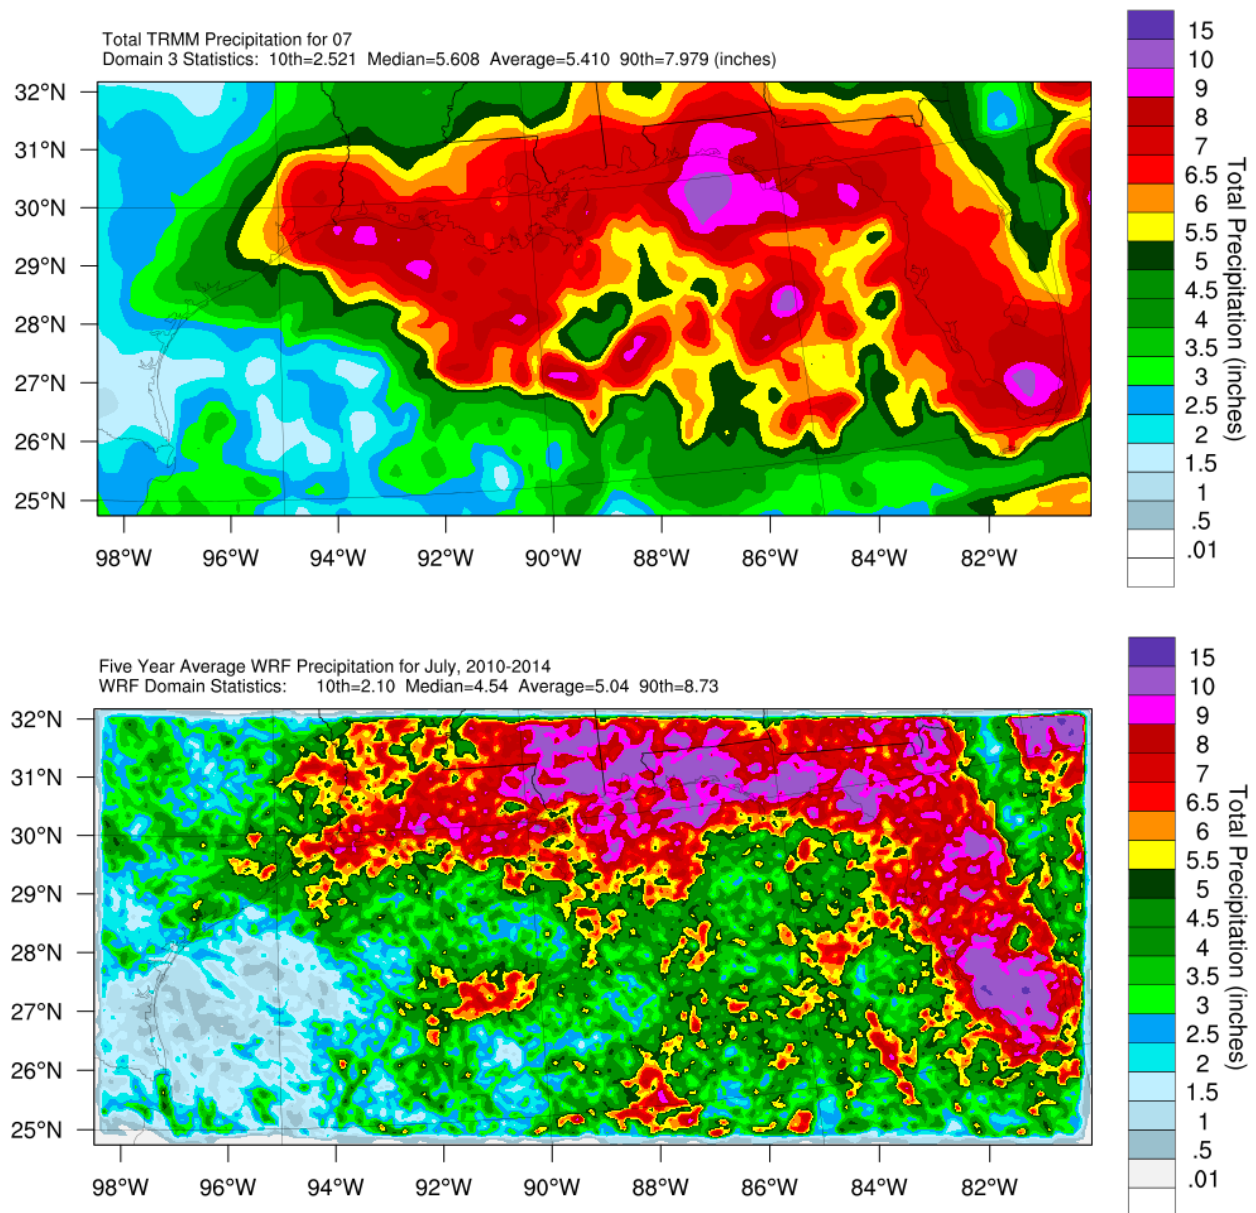 Total TRMM Precipitation for 07
Domain 3 Statistics: 10th=2.521 Median=5.608 Average=5.410 90th=7.979 (inches)
32°N
31°N
30°N
29°N
28°N
27°N
26°N
25°N
98°W 96°W 94°W 92°W 90°W 88°W 86°W 84°W 82°W
15
10
9
8
7
6.5
6
5.5
5
4.5
4
3.5
3
2.5
2
1.5
1
.5
.01
Total Precipitation (inches)
Five Year Average WRF Precipitation for July, 2010-2014
WRF Domain Statistics: 10th=2.10 Median=4.54 Average=5.04 90th=8.73
32°N
31°N
30°N
29°N
28°N
27°N
26°N
25°N
98°W 96°W 94°W 92°W 90°W 88°W 86°W 84°W 82°W
15
10
9
8
7
6.5
6
5.5
5
4.5
4
3.5
3
2.5
2
1.5
1
.5
.01
Total Precipitation (inches)